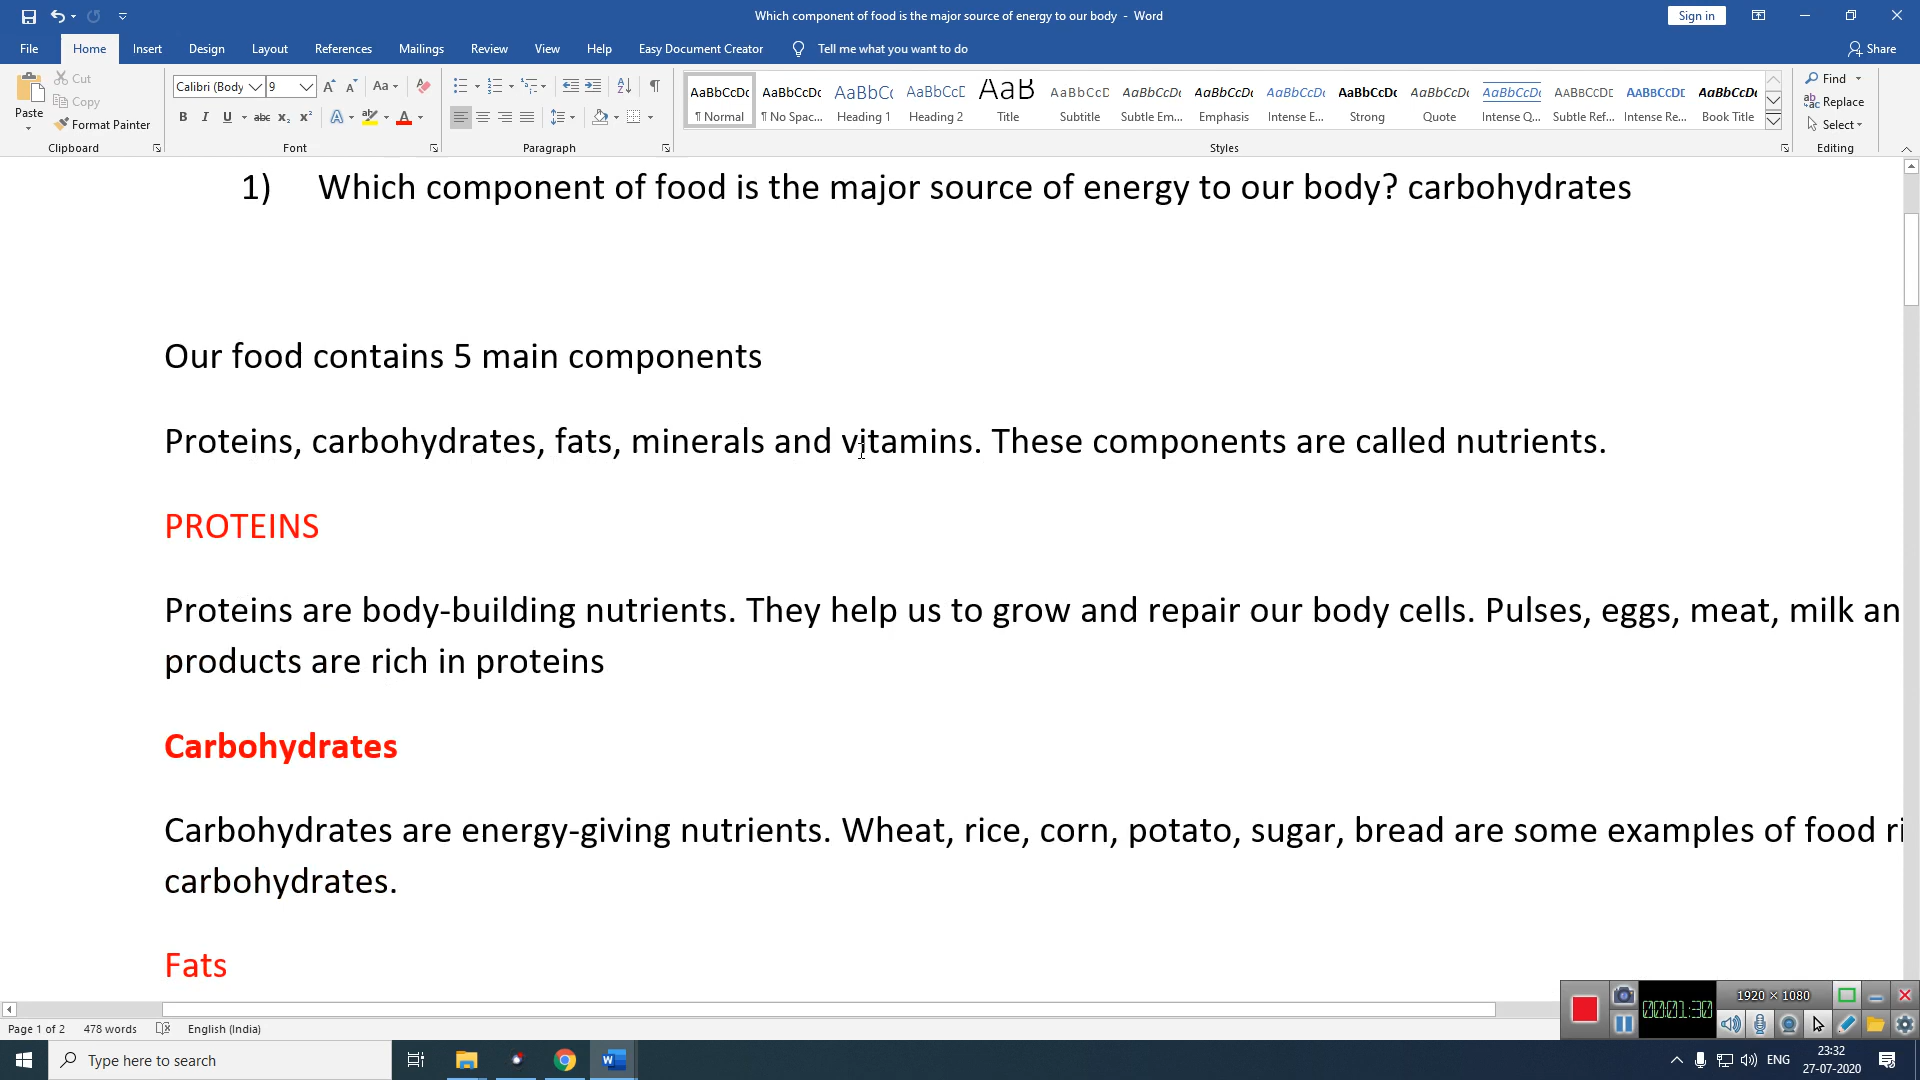 Which component of food is the major source of energy to our body - Word
Sign in
File Home Insert Design Layout References Mailings Review View Help Easy Document Creator Tell me what you want to do Share
Paste
Cut
Copy
Format Painter
Clipboard
Calibri (Body 9
Font
Paragraph
AaBbCcDc
¶ Normal
AaBbCcDc
¶ No Spac...
AaBbCc
Heading 1
AaBbCcD
Heading 2
AaB
Title
AaBbCcD
Subtitle
AaBbCcDc
Subtle Em...
AaBbCcDc
Emphasis
AaBbCcDc
Intense E...
AaBbCcDc
Strong
AaBbCcDc
Quote
AaBbCcDc
Intense Q...
AABBCCDE
Subtle Ref...
AABBCCDE
Intense Re...
AaBbCcDc
Book Title
Styles
Find
Replace
Select
Editing
1) Which component of food is the major source of energy to our body? carbohydrates
Our food contains 5 main components
Proteins, carbohydrates, fats, minerals and vitamins. These components are called nutrients.
PROTEINS
Proteins are body-building nutrients. They help us to grow and repair our body cells. Pulses, eggs, meat, milk an
products are rich in proteins
Carbohydrates
Carbohydrates are energy-giving nutrients. Wheat, rice, corn, potato, sugar, bread are some examples of food ri
carbohydrates.
Fats
1920 × 1080
00:01:30
Page 1 of 2 478 words English (India)
Type here to search
ENG
23:32
27-07-2020